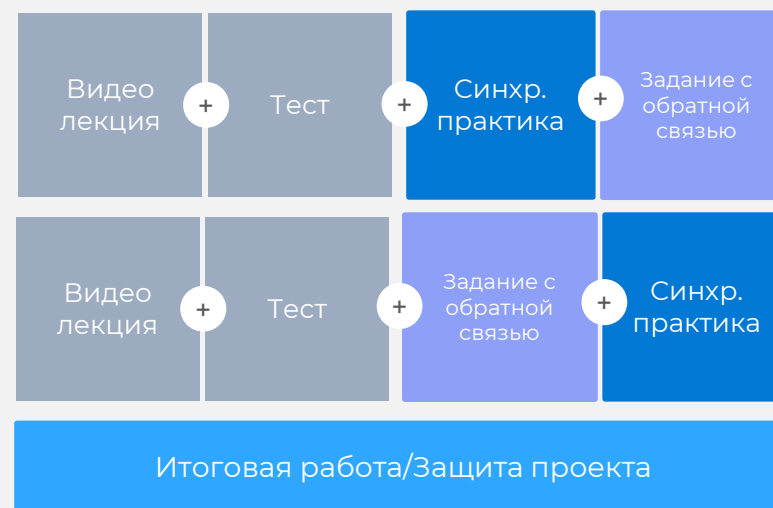 Видео
лекция
+
Тест
+
Синхр.
практика
+
Задание с
обратной
связью
Видео
лекция
+
Тест
+
Задание с
обратной
связью
+
Синхр.
практика
Итоговая работа/Защита проекта